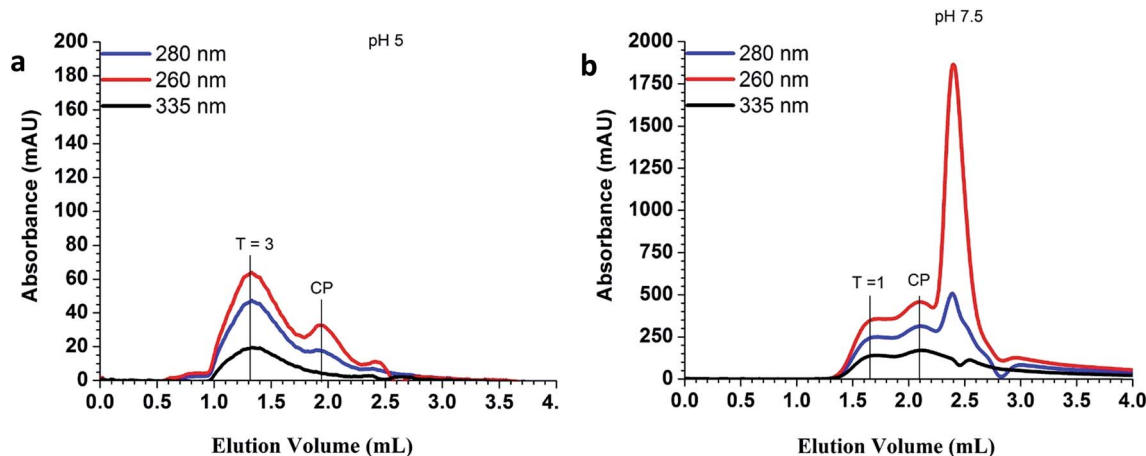 a
pH 5
280 nm
260 nm
335 nm
Absorbance (mAU)
200
180
160
140
120
100
80
60
40
20
0
T = 3
CP
0.0 0.5 1.0 1.5 2.0 2.5 3.0 3.5 4.
Elution Volume (mL)
b
pH 7.5
280 nm
260 nm
335 nm
Absorbance (mAU)
2000
1750
1500
1250
1000
750
500
250
0
T =1
CP
0.0 0.5 1.0 1.5 2.0 2.5 3.0 3.5 4.0
Elution Volume (mL)